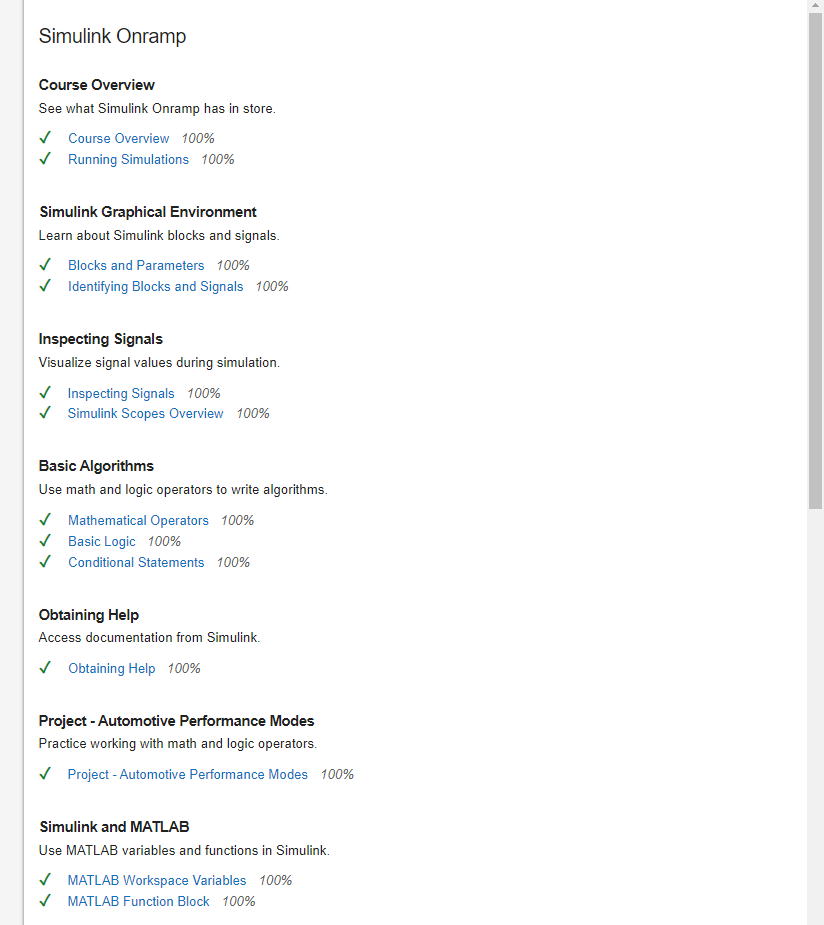 Simulink Onramp
Course Overview
See what Simulink Onramp has in store.
Course Overview 100%
Running Simulations 100%
Simulink Graphical Environment
Learn about Simulink blocks and signals.
Blocks and Parameters 100%
Identifying Blocks and Signals 100%
Inspecting Signals
Visualize signal values during simulation.
Inspecting Signals 100%
Simulink Scopes Overview 100%
Basic Algorithms
Use math and logic operators to write algorithms.
Mathematical Operators 100%
Basic Logic 100%
Conditional Statements 100%
Obtaining Help
Access documentation from Simulink.
Obtaining Help 100%
Project - Automotive Performance Modes
Practice working with math and logic operators.
Project - Automotive Performance Modes 100%
Simulink and MATLAB
Use MATLAB variables and functions in Simulink.
MATLAB Workspace Variables 100%
MATLAB Function Block 100%